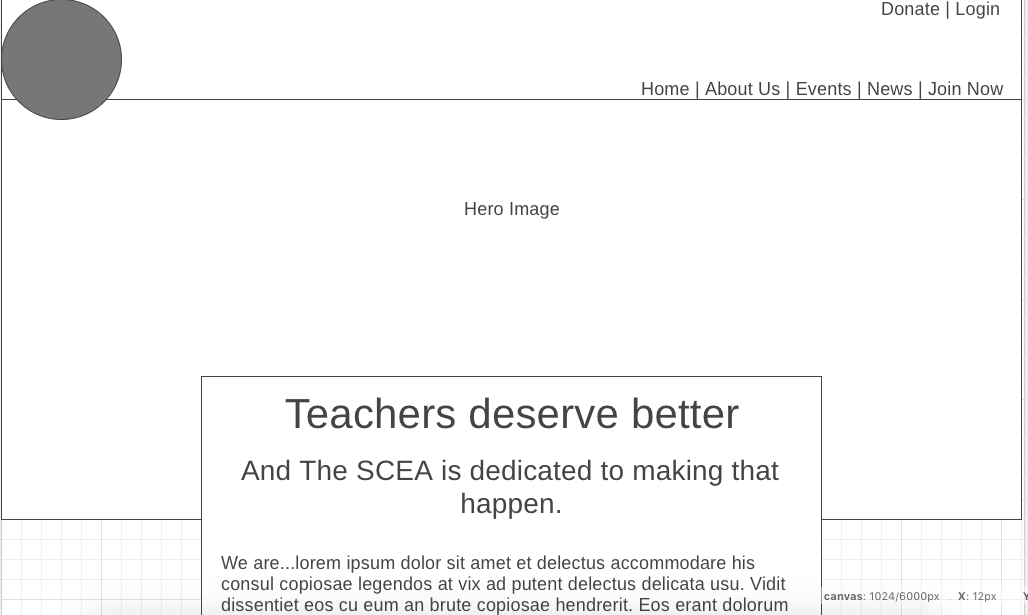 Donate | Login
Home | About Us | Events | News | Join Now
Hero Image
Teachers deserve better
And The SCEA is dedicated to making that
happen.
We are...lorem ipsum dolor sit amet et delectus accommodare his
consul copiosae legendos at vix ad putent delectus delicata usu. Vidit
dissentiet eos cu eum an brute copiosae hendrerit. Eos erant dolorum
canvas: 1024/6000px X: 12px